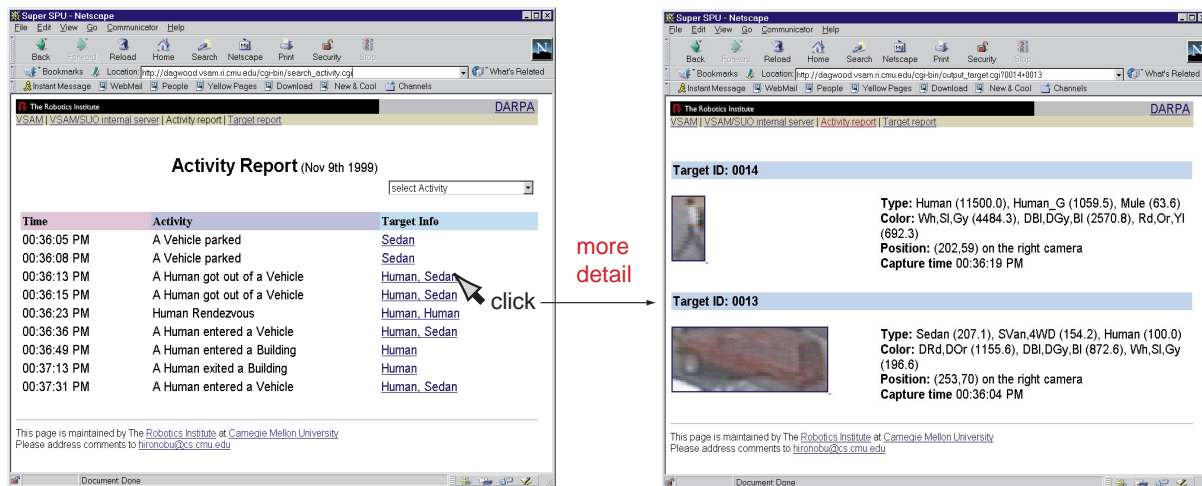 Super SPU - Netscape
File Edit View Go Communicator Help
Back Forward Reload Home Search Netscape Print Security Stop
Bookmarks Location: http://dagwood.vsam.ri.cmu.edu/cgi-bin/search_activity.cgi What's Related
Instant Message WebMail People Yellow Pages Download New & Cool Channels
The Robotics Institute DARPA
VSAM | VSAM/SUO internal server | Activity report | Target report
Activity Report (Nov 9th 1999)
select Activity
Time Activity Target Info
00:36:05 PM A Vehicle parked Sedan
00:36:08 PM A Vehicle parked Sedan
00:36:13 PM A Human got out of a Vehicle Human, Sedan
00:36:15 PM A Human got out of a Vehicle Human, Sedan
00:36:23 PM Human Rendezvous Human, Human
00:36:36 PM A Human entered a Vehicle Human, Sedan
00:36:49 PM A Human entered a Building Human
00:37:13 PM A Human exited a Building Human
00:37:31 PM A Human entered a Vehicle Human, Sedan
This page is maintained by The Robotics Institute at Carnegie Mellon University
Please address comments to hironobu@cs.cmu.edu
Document Done
click
more
detail
Super SPU - Netscape
File Edit View Go Communicator Help
Back Forward Reload Home Search Netscape Print Security Stop
Bookmarks Location: http://dagwood.vsam.ri.cmu.edu/cgi-bin/output_target.cgi?0014+0013 What's Related
Instant Message WebMail People Yellow Pages Download New & Cool Channels
The Robotics Institute DARPA
VSAM | VSAM/SUO internal server | Activity report | Target report
Target ID: 0014
Type: Human (11500.0), Human_G (1059.5), Mule (63.6)
Color: Wh,Sl,Gy (4484.3), DBl,DGy,Bl (2570.8), Rd,Or,Yl
(692.3)
Position: (202,59) on the right camera
Capture time 00:36:19 PM
Target ID: 0013
Type: Sedan (207.1), SVan,4WD (154.2), Human (100.0)
Color: DRd,DOr (1155.6), DBl,DGy,Bl (872.6), Wh,Sl,Gy
(196.6)
Position: (253,70) on the right camera
Capture time 00:36:04 PM
This page is maintained by The Robotics Institute at Carnegie Mellon University
Please address comments to hironobu@cs.cmu.edu
Document Done